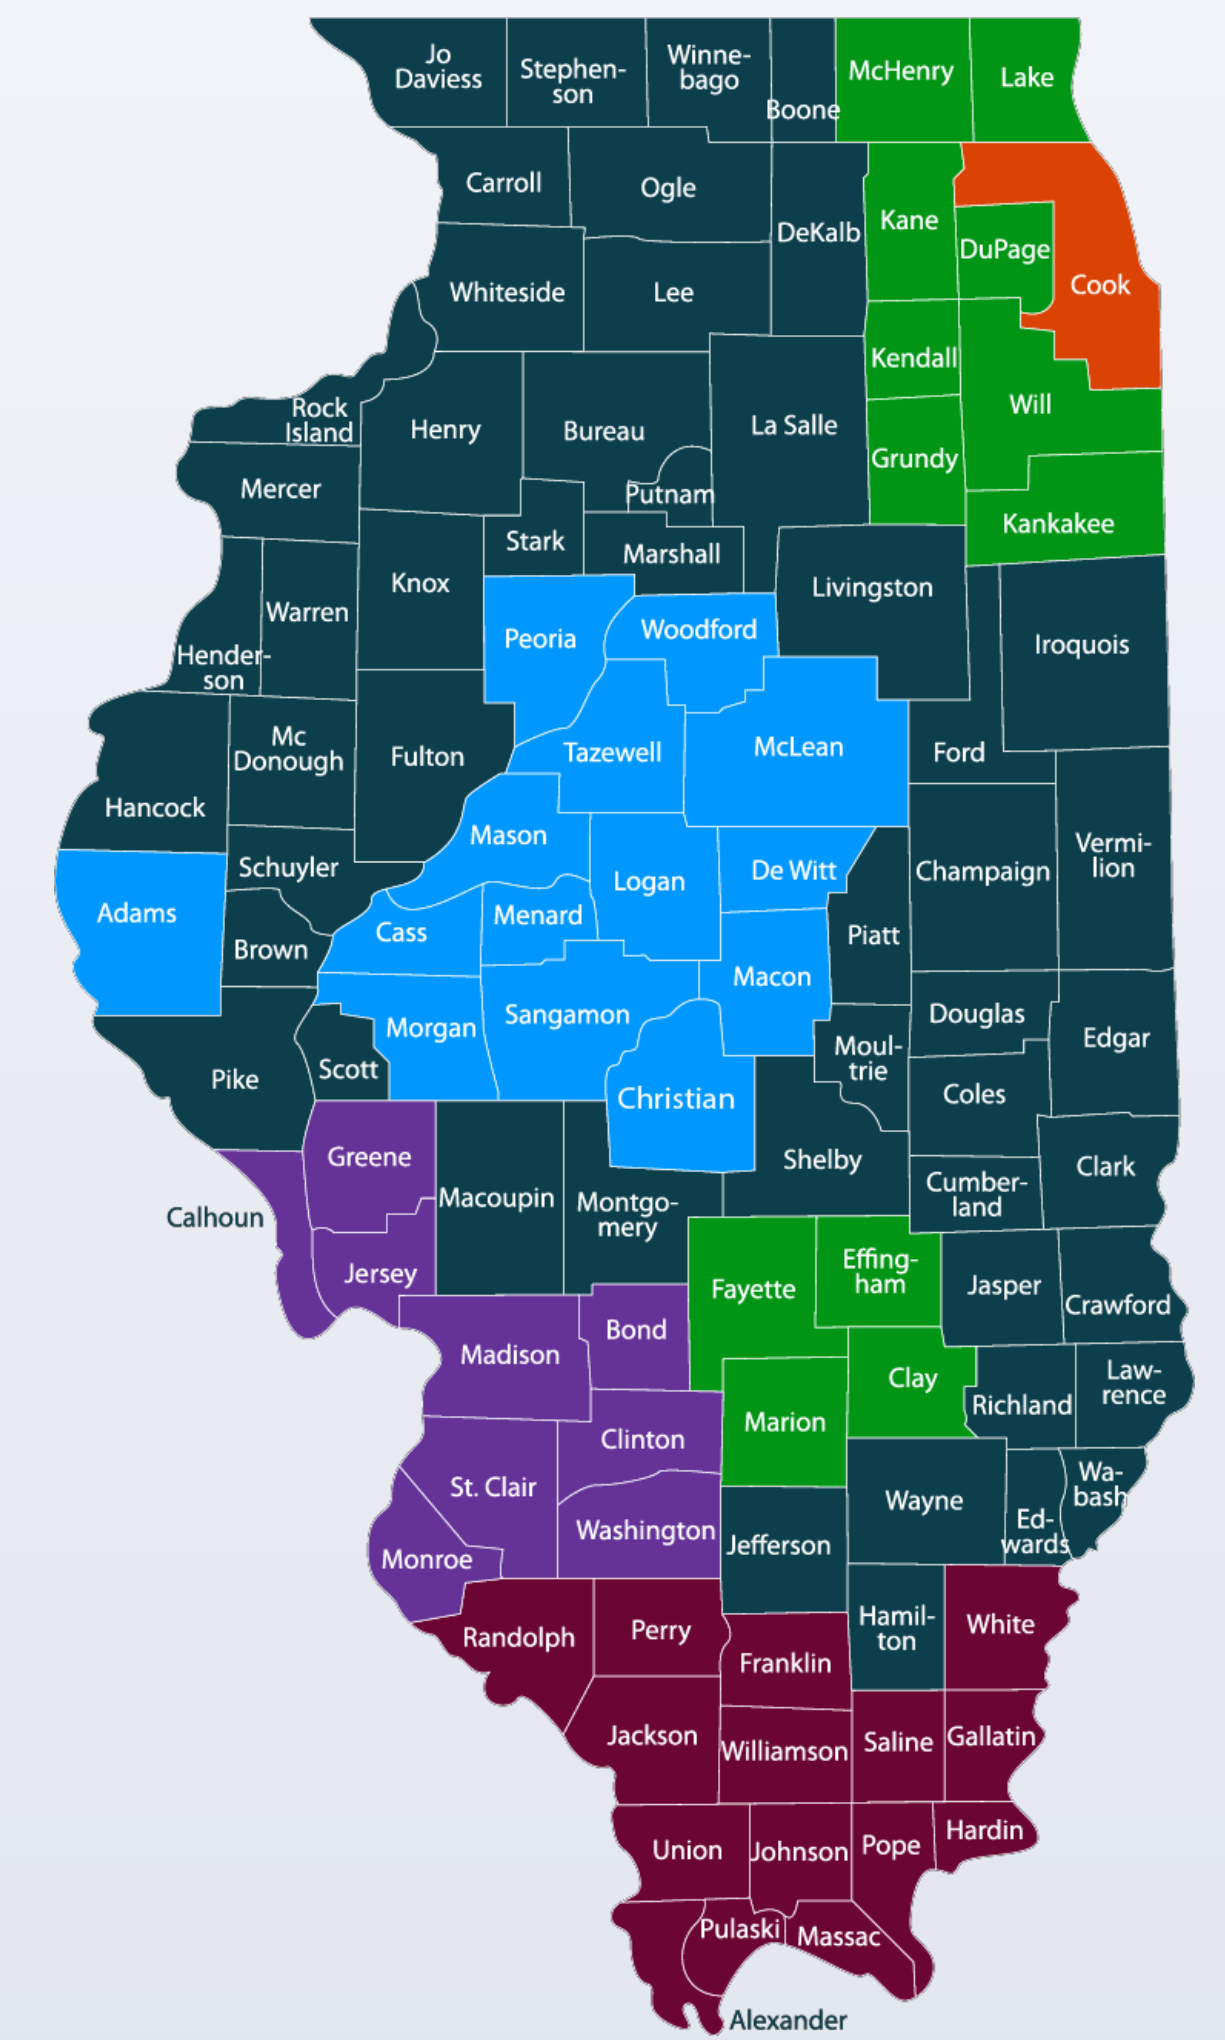 Jo
Daviess
Stephen-
son
Winne-
bago
Boone
McHenry
Lake
Carroll
Ogle
DeKalb
Kane
DuPage
Cook
Whiteside
Lee
Kendall
Will
Rock
Island
Henry
Bureau
La Salle
Grundy
Mercer
Putnam
Kankakee
Stark
Marshall
Knox
Livingston
Warren
Hender-
son
Peoria
Woodford
Iroquois
Mc
Donough
Fulton
Tazewell
McLean
Ford
Hancock
Mason
Schuyler
Logan
De Witt
Champaign
Vermi-
lion
Adams
Cass
Menard
Brown
Piatt
Macon
Morgan
Sangamon
Douglas
Edgar
Pike
Scott
Moul-
trie
Christian
Coles
Greene
Shelby
Clark
Macoupin
Montgo-
mery
Cumber-
land
Calhoun
Jersey
Fayette
Effing-
ham
Jasper
Crawford
Madison
Bond
Clay
Richland
Law-
rence
Marion
Clinton
St. Clair
Wayne
Wa-
bash
Washington
Jefferson
Ed-
wards
Monroe
Randolph
Perry
Hamil-
ton
White
Franklin
Jackson
Williamson
Saline
Gallatin
Union
Johnson
Pope
Hardin
Pulaski
Massac
Alexander